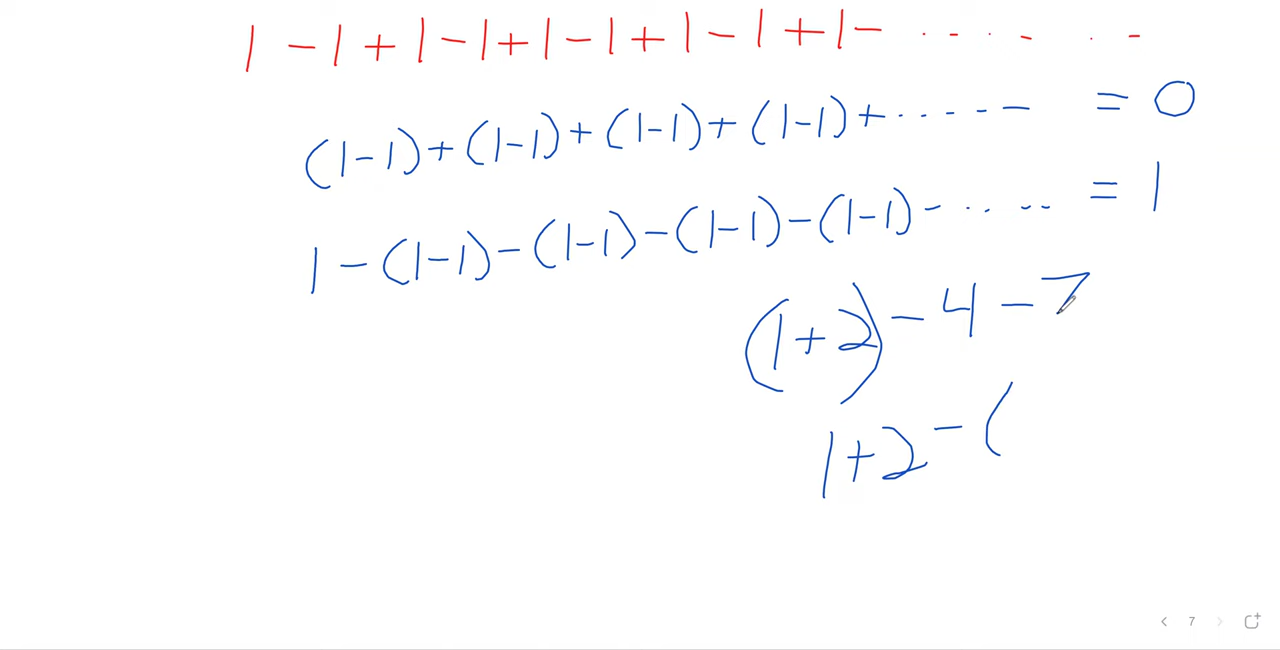 1 - 1 + 1 - 1 + 1 - 1 + 1 - 1 + 1 - . . . . . . .
(1-1) + (1-1) + (1-1) + (1-1) + . . . . . . = 0
1 - (1-1) - (1-1) - (1-1) - (1-1) - . . . . . = 1
(1+2) - 4 - 7
1+2 - (
7